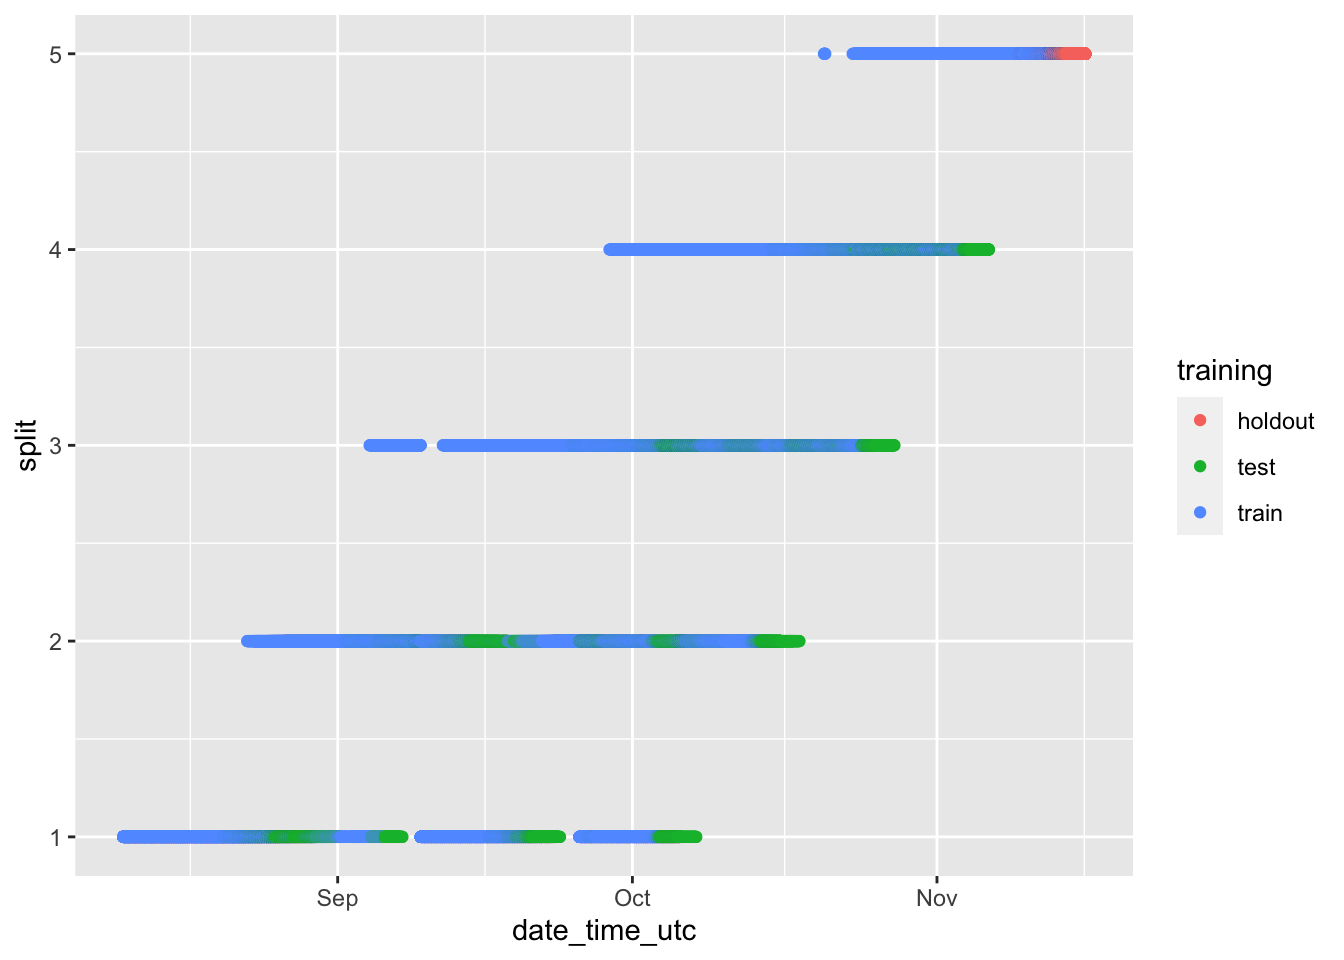 5
4
3
2
1
split
Sep Oct Nov
date_time_utc
training
holdout
test
train